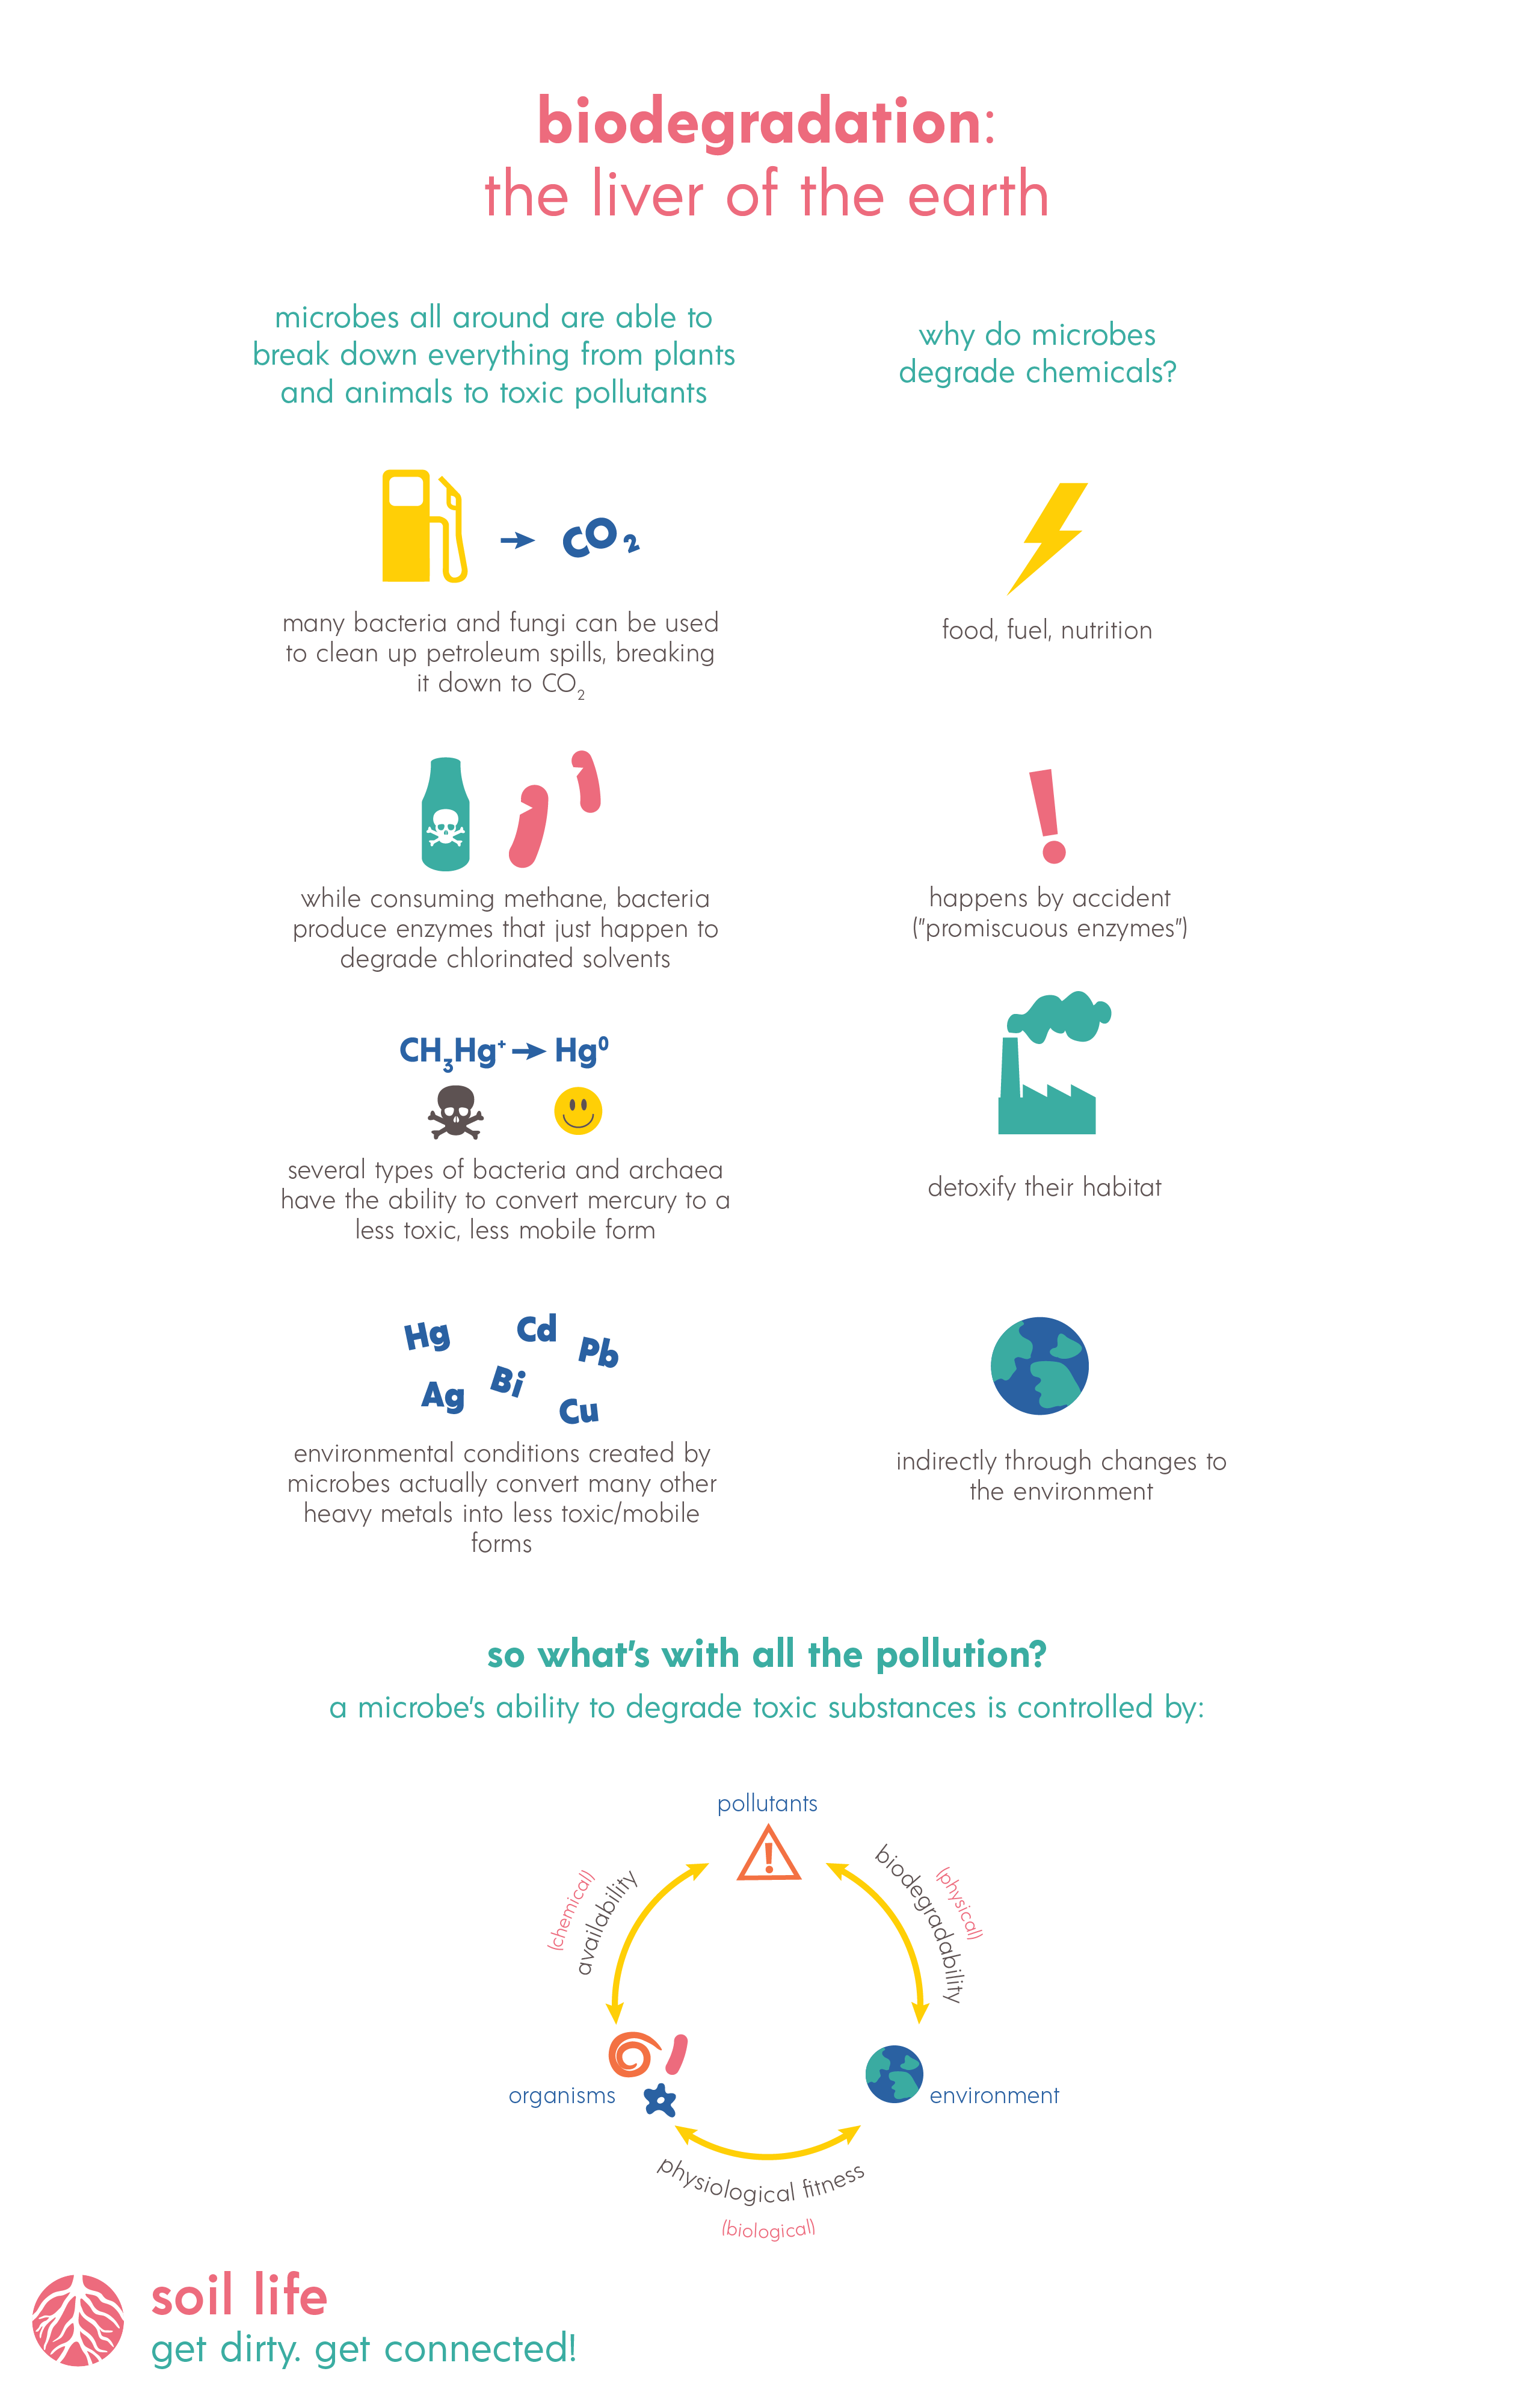 biodegradation:
the liver of the earth
microbes all around are able to
break down everything from plants
and animals to toxic pollutants
CO₂
many bacteria and fungi can be used
to clean up petroleum spills, breaking
it down to CO₂
while consuming methane, bacteria
produce enzymes that just happen to
degrade chlorinated solvents
CH₃Hg⁺ → Hg⁰
several types of bacteria and archaea
have the ability to convert mercury to a
less toxic, less mobile form
Hg Cd Pb
Ag Bi Cu
environmental conditions created by
microbes actually convert many other
heavy metals into less toxic/mobile
forms
why do microbes
degrade chemicals?
food, fuel, nutrition
!
happens by accident
("promiscuous enzymes")
detoxify their habitat
indirectly through changes to
the environment
so what's with all the pollution?
a microbe's ability to degrade toxic substances is controlled by:
pollutants
!
(chemical)
availability
biodegradability
(physical)
organisms
environment
physiological fitness
(biological)
soil life
get dirty. get connected!